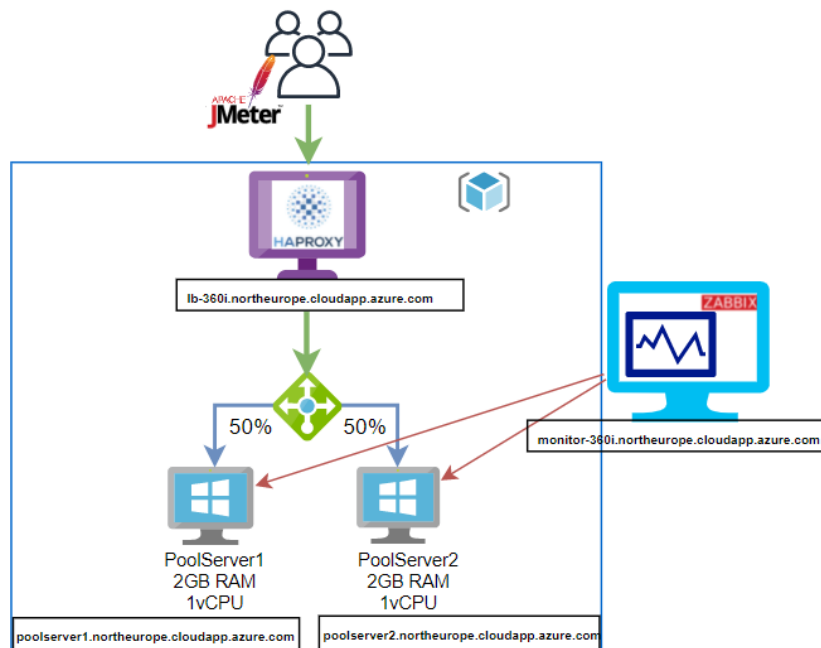 APACHE
JMeter™
HAPROXY
lb-360i.northeurope.cloudapp.azure.com
ZABBIX
monitor-360i.northeurope.cloudapp.azure.com
50%
50%
PoolServer1
2GB RAM
1vCPU
PoolServer2
2GB RAM
1vCPU
poolserver1.northeurope.cloudapp.azure.com
poolserver2.northeurope.cloudapp.azure.com